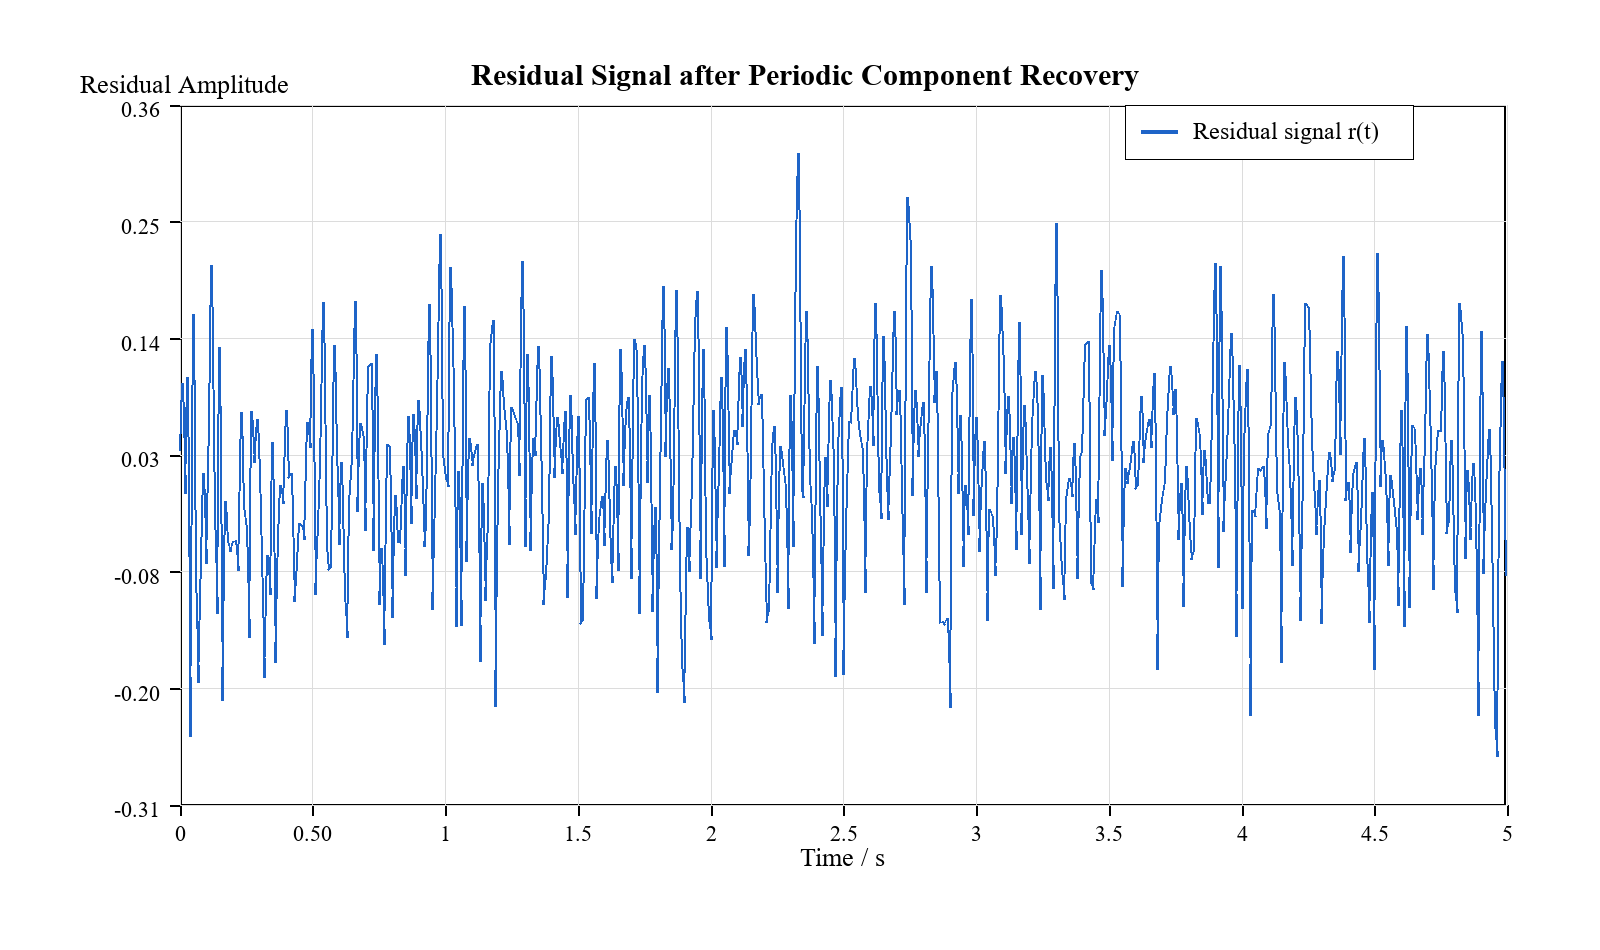 Residual Signal after Periodic Component Recovery
Residual Amplitude
Residual signal r(t)
0.36
0.25
0.14
0.03
-0.08
-0.20
-0.31
0 0.50 1 1.5 2 2.5 3 3.5 4 4.5 5
Time / s